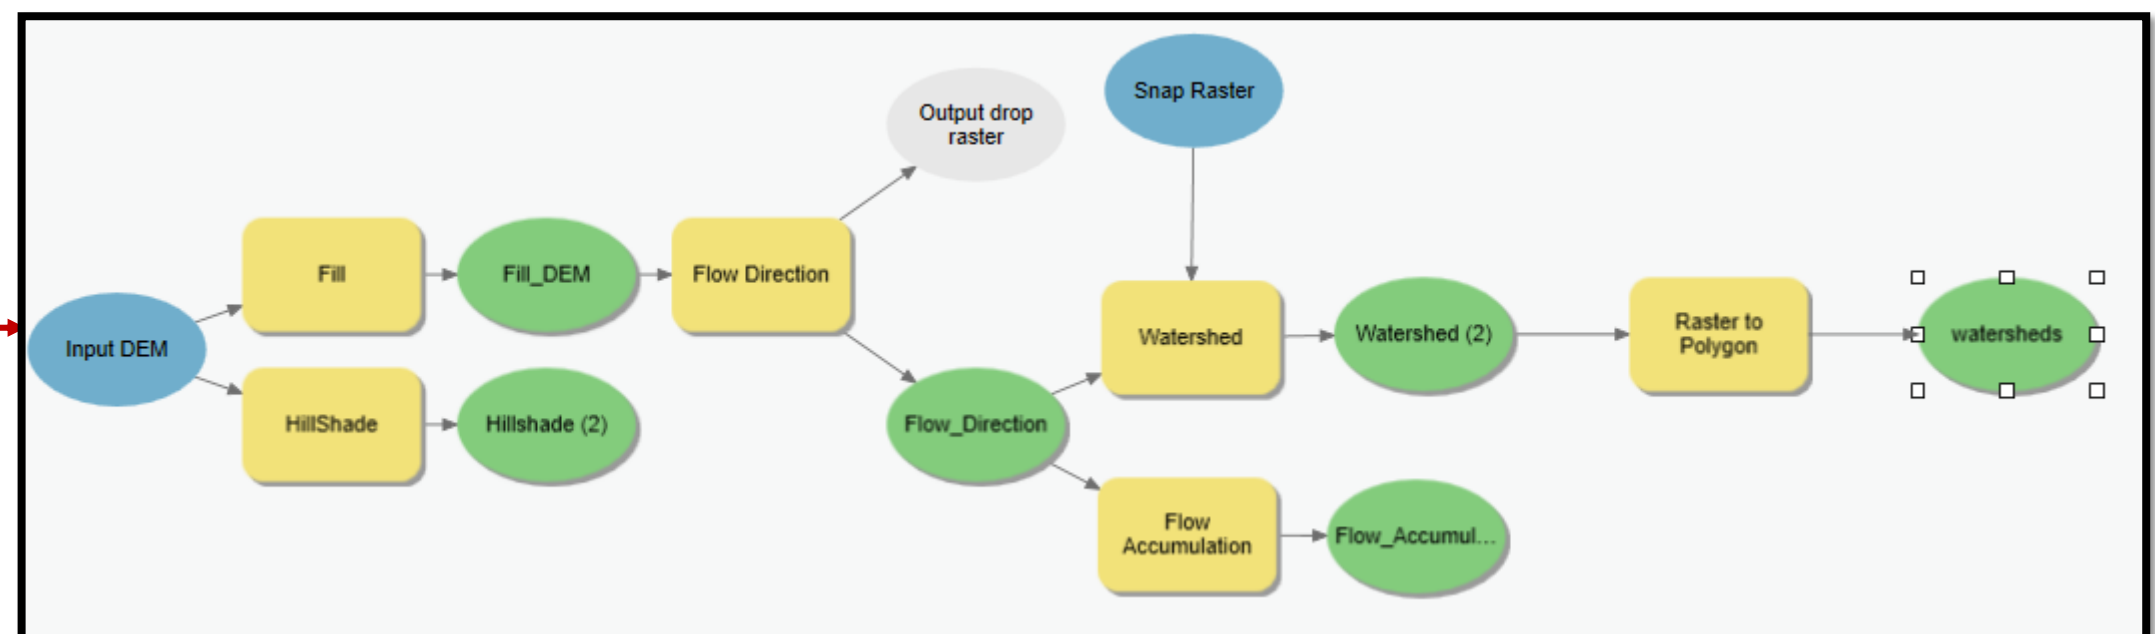 Snap Raster
Output drop
raster
Fill
Fill_DEM
Flow Direction
Input DEM
Watershed
Watershed (2)
Raster to
Polygon
watersheds
HillShade
Hillshade (2)
Flow_Direction
Flow
Accumulation
Flow_Accumul...